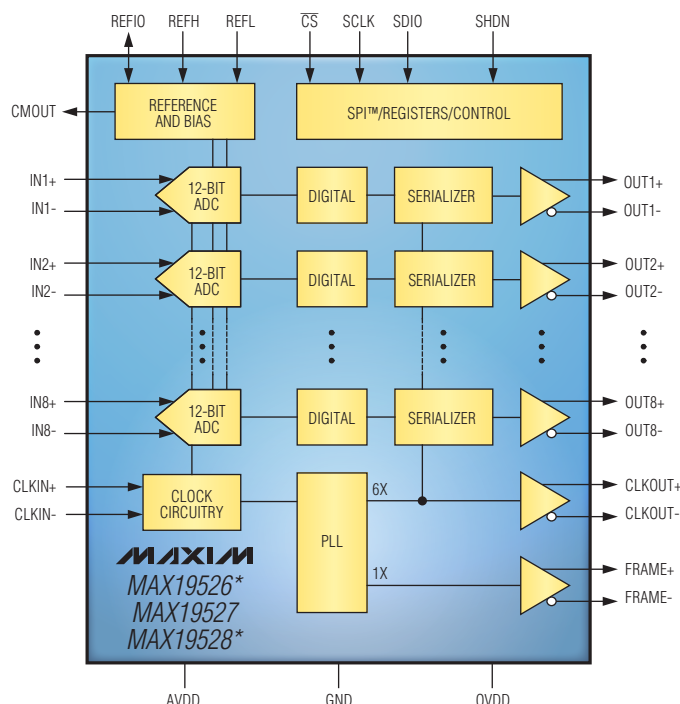 REFIO REFH REFL C̅S̅ SCLK SDIO SHDN
CMOUT
REFERENCE
AND BIAS
SPI™/REGISTERS/CONTROL
IN1+
IN1-
12-BIT
ADC
DIGITAL
SERIALIZER
OUT1+
OUT1-
IN2+
IN2-
12-BIT
ADC
DIGITAL
SERIALIZER
OUT2+
OUT2-
IN8+
IN8-
12-BIT
ADC
DIGITAL
SERIALIZER
OUT8+
OUT8-
CLKIN+
CLKIN-
CLOCK
CIRCUITRY
PLL
6X
1X
CLKOUT+
CLKOUT-
FRAME+
FRAME-
MAXIM
MAX19526*
MAX19527
MAX19528*
AVDD GND OVDD